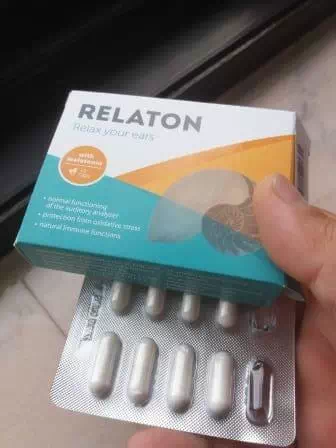 RELATON
Relax your ears
with
melatonin
• normal functioning
of the auditory analyzer
• protection from oxidative stress
• natural immune functions